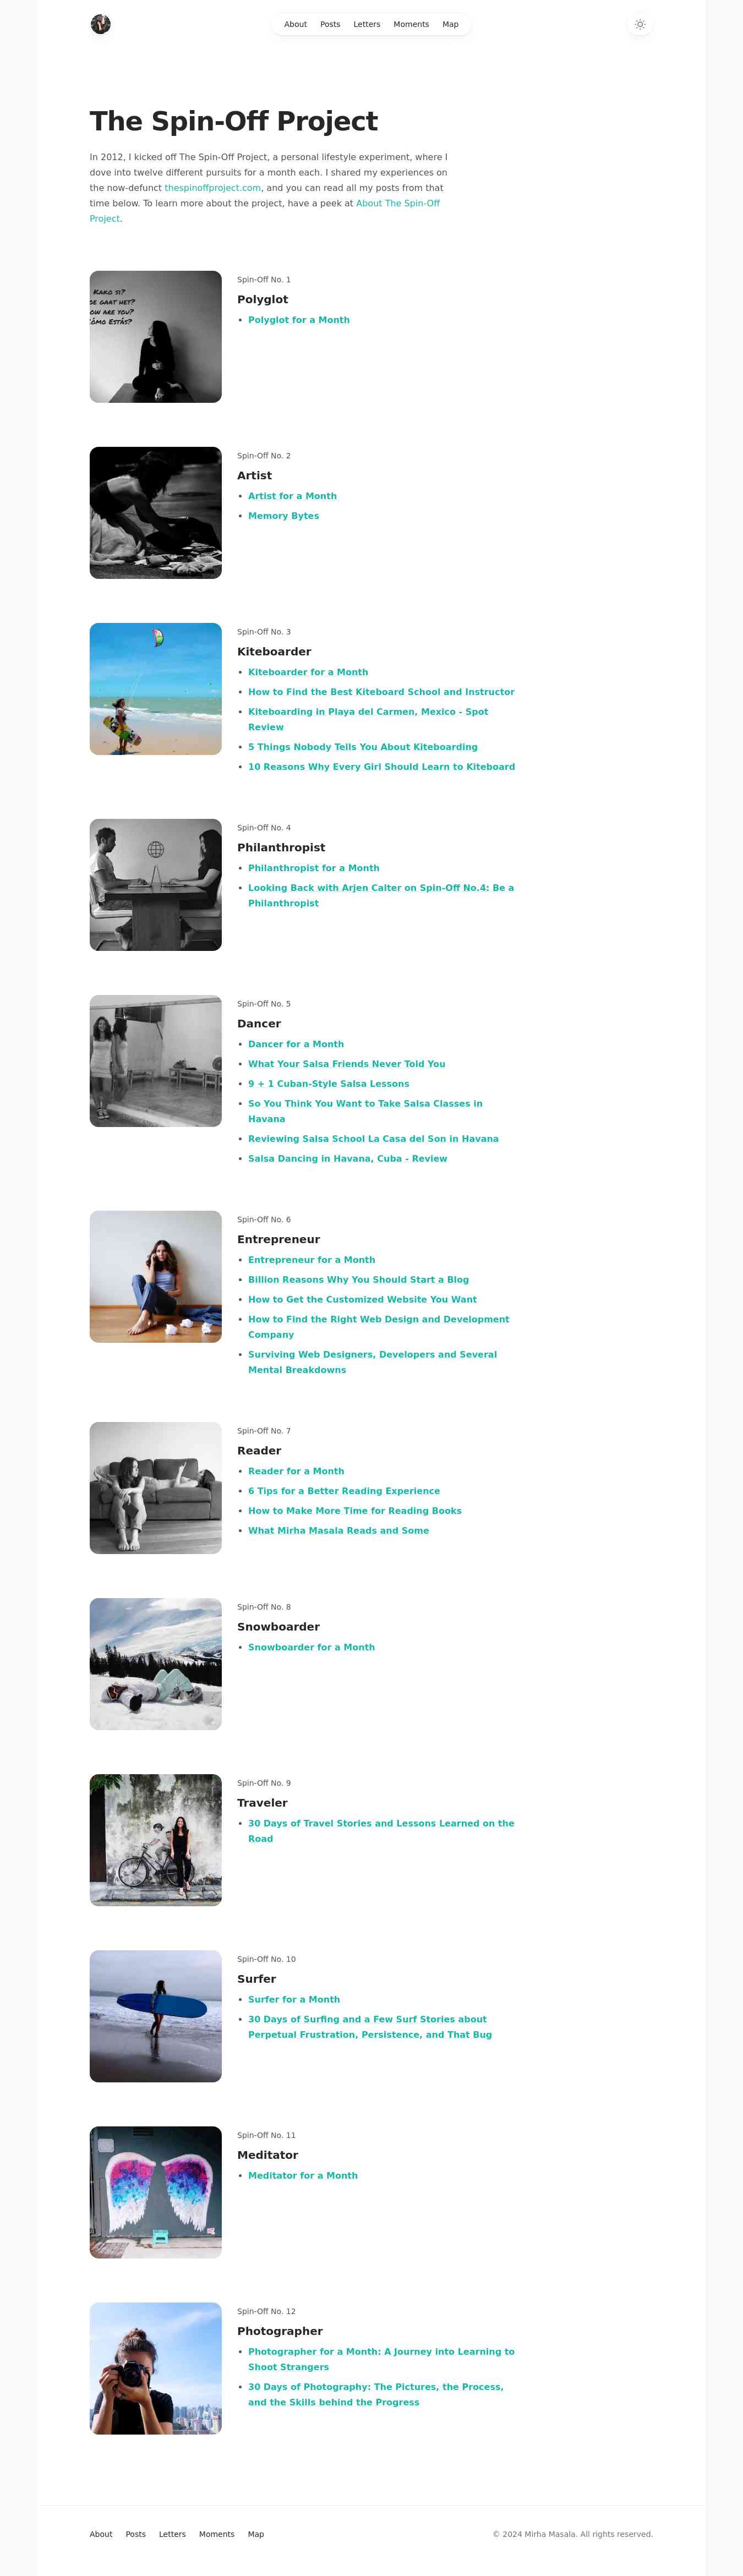 About Posts Letters Moments Map
The Spin-Off Project
In 2012, I kicked off The Spin-Off Project, a personal lifestyle experiment, where I
dove into twelve different pursuits for a month each. I shared my experiences on
the now-defunct thespinoffproject.com, and you can read all my posts from that
time below. To learn more about the project, have a peek at About The Spin-Off
Project.
Kako si?
oe gaat het?
ow are you?
Cómo Estás?
Spin-Off No. 1
Polyglot
• Polyglot for a Month
Spin-Off No. 2
Artist
• Artist for a Month
• Memory Bytes
Spin-Off No. 3
Kiteboarder
• Kiteboarder for a Month
• How to Find the Best Kiteboard School and Instructor
• Kiteboarding in Playa del Carmen, Mexico - Spot
Review
• 5 Things Nobody Tells You About Kiteboarding
• 10 Reasons Why Every Girl Should Learn to Kiteboard
Spin-Off No. 4
Philanthropist
• Philanthropist for a Month
• Looking Back with Arjen Calter on Spin-Off No.4: Be a
Philanthropist
Spin-Off No. 5
Dancer
• Dancer for a Month
• What Your Salsa Friends Never Told You
• 9 + 1 Cuban-Style Salsa Lessons
• So You Think You Want to Take Salsa Classes in
Havana
• Reviewing Salsa School La Casa del Son in Havana
• Salsa Dancing in Havana, Cuba - Review
Spin-Off No. 6
Entrepreneur
• Entrepreneur for a Month
• Billion Reasons Why You Should Start a Blog
• How to Get the Customized Website You Want
• How to Find the Right Web Design and Development
Company
• Surviving Web Designers, Developers and Several
Mental Breakdowns
Spin-Off No. 7
Reader
• Reader for a Month
• 6 Tips for a Better Reading Experience
• How to Make More Time for Reading Books
• What Mirha Masala Reads and Some
Spin-Off No. 8
Snowboarder
• Snowboarder for a Month
Spin-Off No. 9
Traveler
• 30 Days of Travel Stories and Lessons Learned on the
Road
Spin-Off No. 10
Surfer
• Surfer for a Month
• 30 Days of Surfing and a Few Surf Stories about
Perpetual Frustration, Persistence, and That Bug
Spin-Off No. 11
Meditator
• Meditator for a Month
Spin-Off No. 12
Photographer
• Photographer for a Month: A Journey into Learning to
Shoot Strangers
• 30 Days of Photography: The Pictures, the Process,
and the Skills behind the Progress
About Posts Letters Moments Map
© 2024 Mirha Masala. All rights reserved.